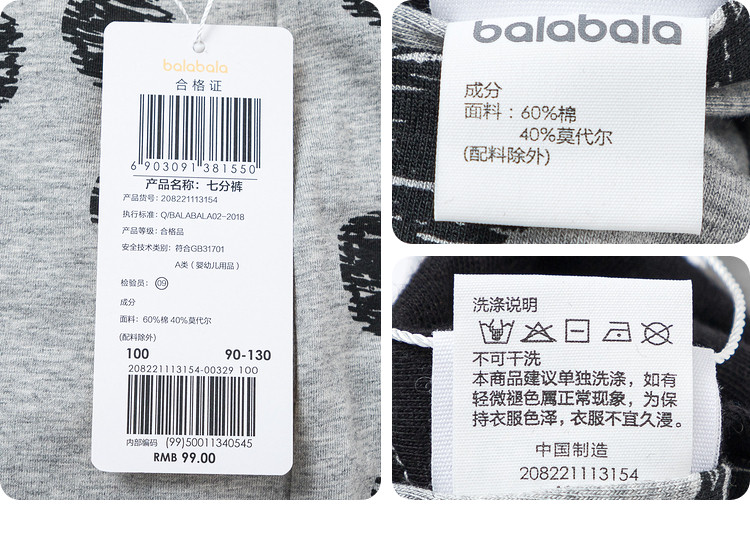 balabala
合格证
6 903091 381550
产品名称：七分裤
产品货号：208221113154
执行标准：Q/BALABALA02-2018
产品等级：合格品
安全技术类别：符合GB31701
A类（婴幼儿用品）
检验员：09
成分
面料：60%棉 40%莫代尔
(配料除外)
100 90-130
208221113154-00329 100
内部编码 (99)50011340545
RMB 99.00
balabala
成分
面料：60%棉
40%莫代尔
(配料除外)
洗涤说明
不可干洗
本商品建议单独洗涤，如有
轻微褪色属正常现象，为保
持衣服色泽，衣服不宜久漫。
中国制造
208221113154